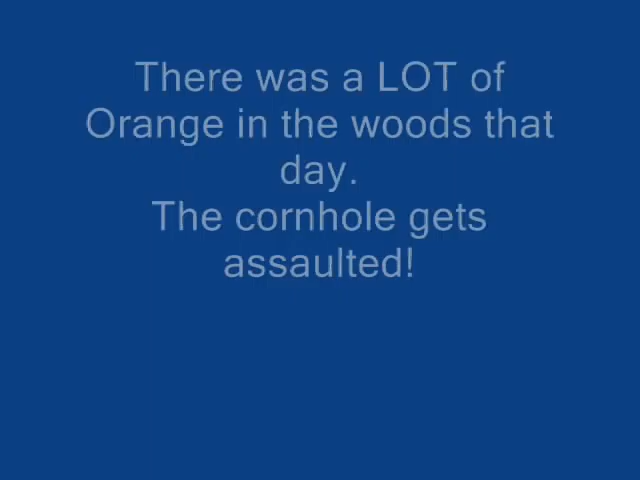 There was a LOT of
Orange in the woods that
day.
The cornhole gets
assaulted!